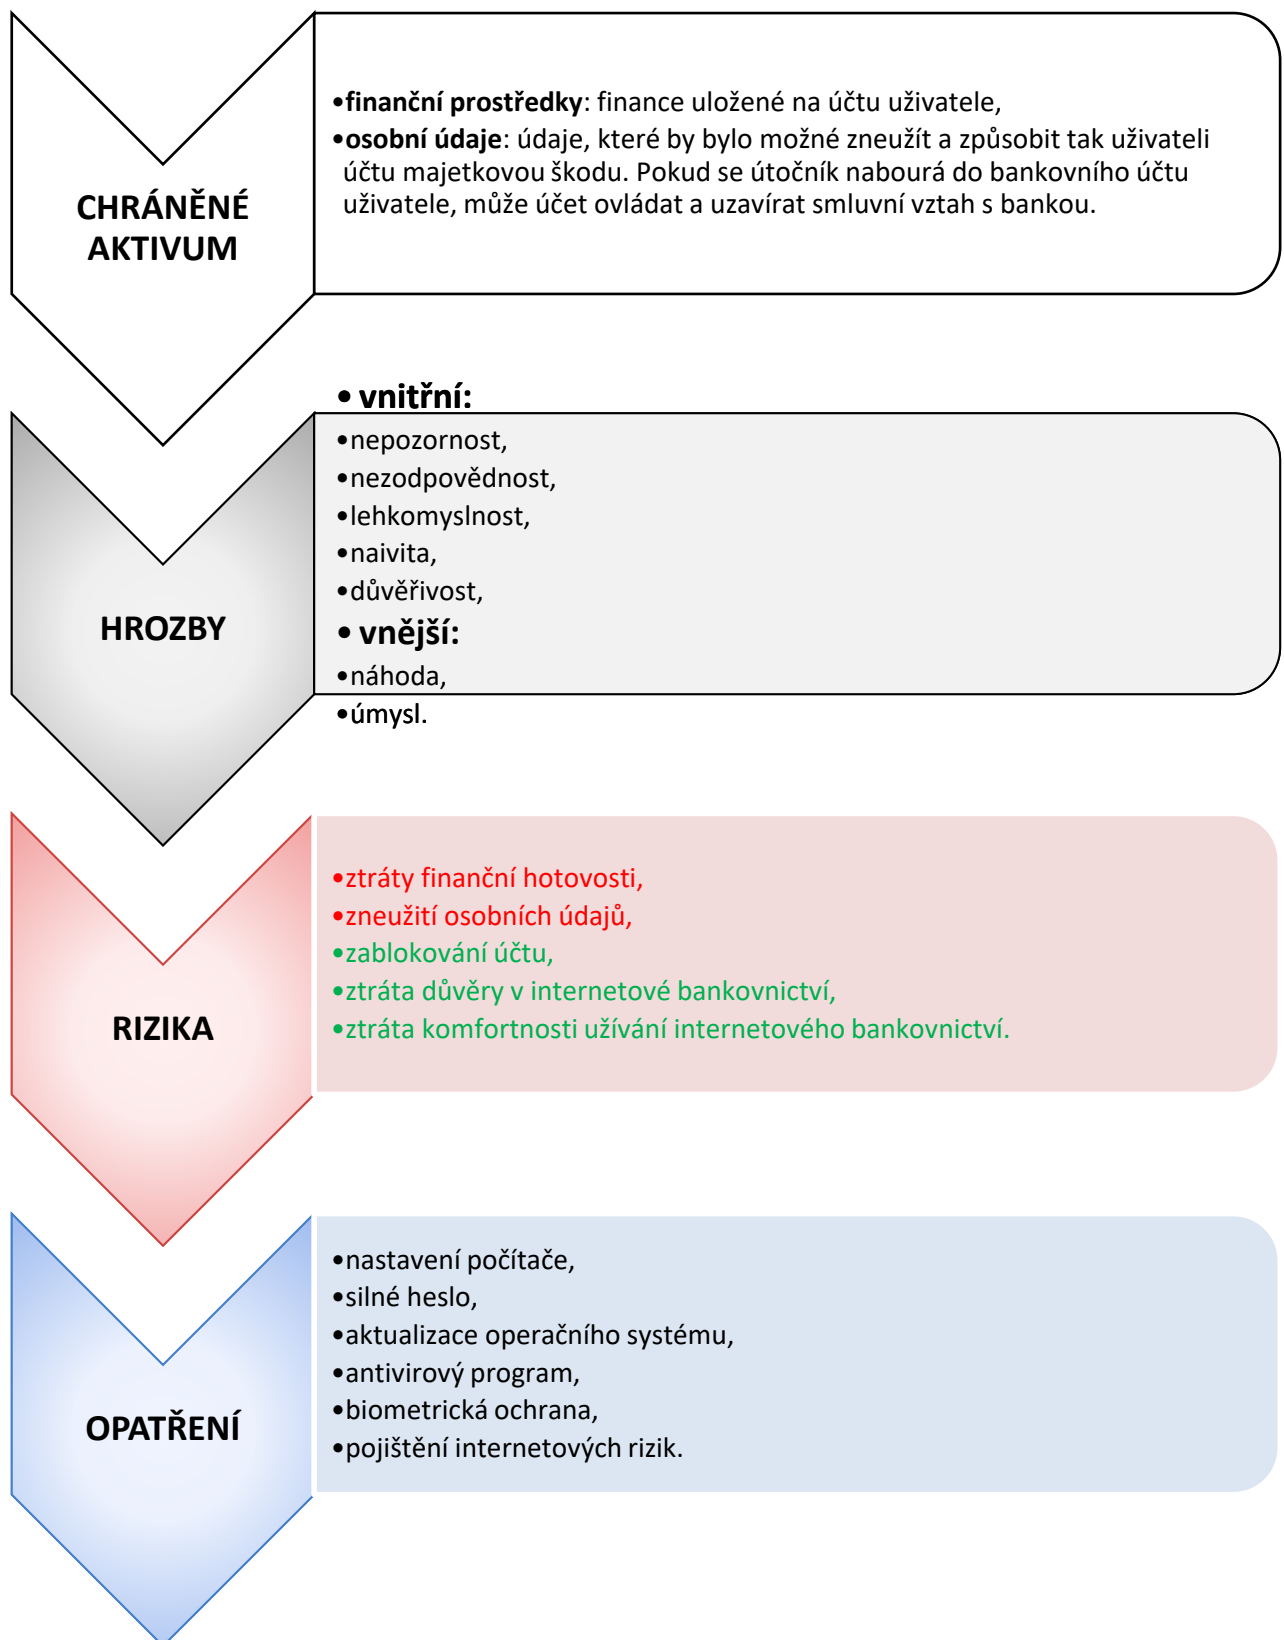 CHRÁNĚNÉ
AKTIVUM
•finanční prostředky: finance uložené na účtu uživatele,
•osobní údaje: údaje, které by bylo možné zneužít a způsobit tak uživateli
účtu majetkovou škodu. Pokud se útočník nabourá do bankovního účtu
uživatele, může účet ovládat a uzavírat smluvní vztah s bankou.
HROZBY
• vnitřní:
•nepozornost,
•nezodpovědnost,
•lehkomyslnost,
•naivita,
•důvěřivost,
• vnější:
•náhoda,
•úmysl.
RIZIKA
•ztráty finanční hotovosti,
•zneužití osobních údajů,
•zablokování účtu,
•ztráta důvěry v internetové bankovnictví,
•ztráta komfortnosti užívání internetového bankovnictví.
OPATŘENÍ
•nastavení počítače,
•silné heslo,
•aktualizace operačního systému,
•antivirový program,
•biometrická ochrana,
•pojištění internetových rizik.